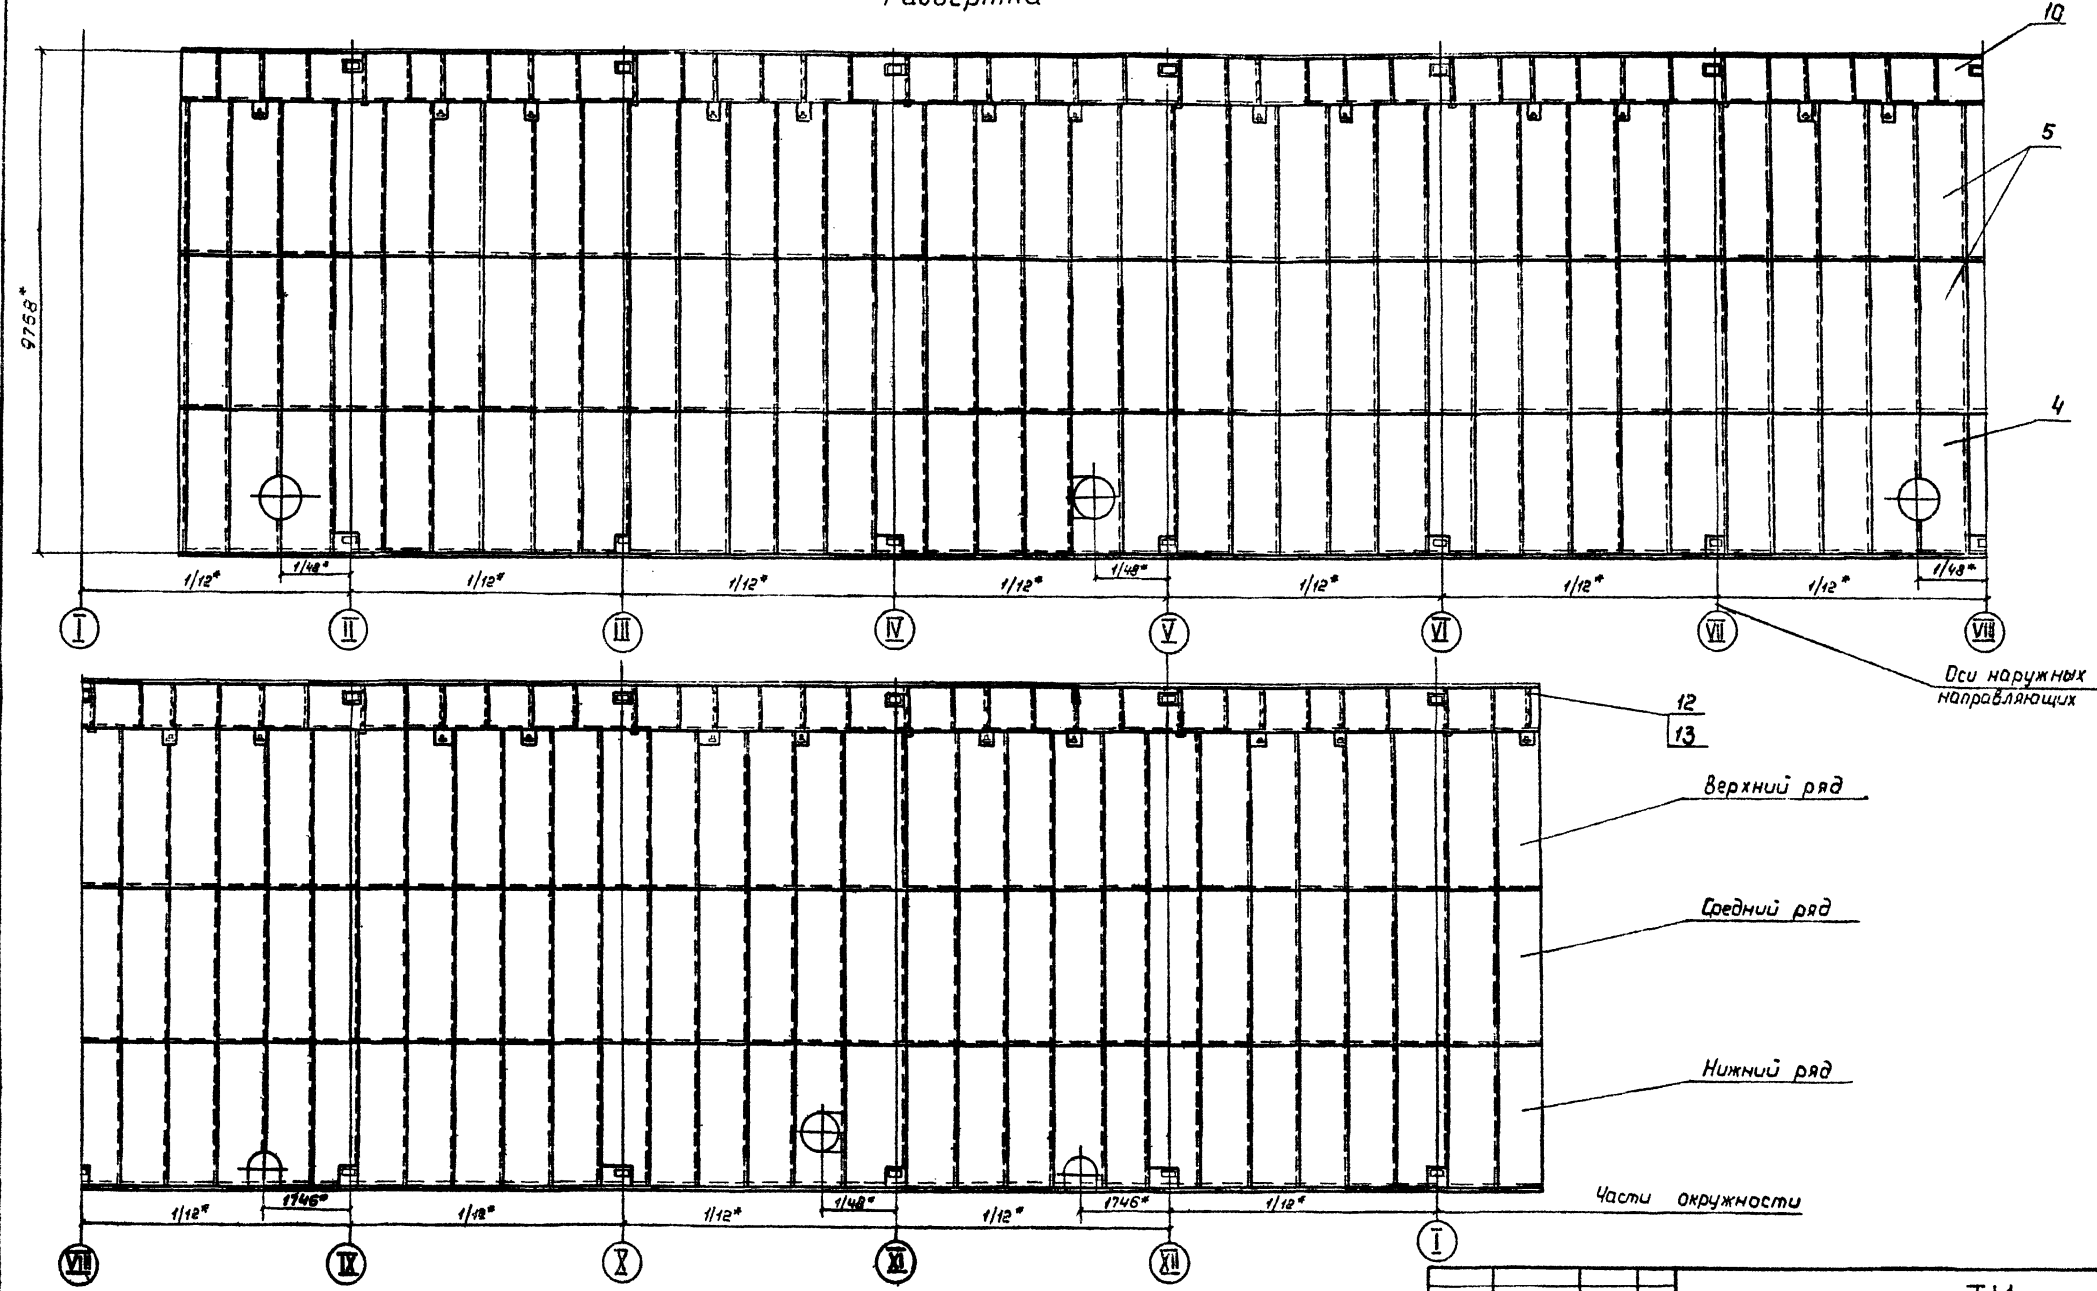 Развертка
10
5
4
9758*
1/48*
1/48*
1/48*
1/12*
1/12*
1/12*
1/12*
1/12*
1/12*
1/12*
I
II
III
IV
V
VI
VII
VIII
Оси наружных
направляющих
12
13
Верхний ряд
Средний ряд
Нижний ряд
1/12*
1746*
1/12*
1/12*
1/48*
1/12*
1746*
1/12*
Части окружности
VIII
IX
X
XI
XII
I